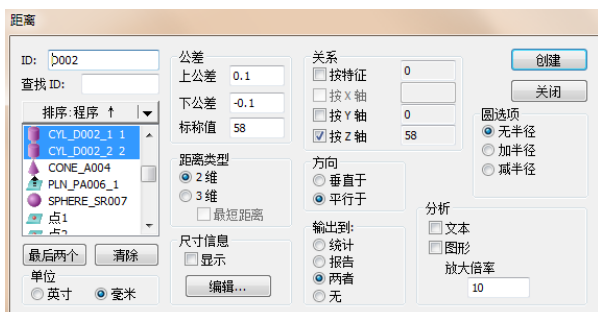 距离
ID: D002
查找 ID:
排序:程序 ↑
CYL_D002_1 1
CYL_D002_2 2
CONE_A004
PLN_PA006_1
SPHERE_SR007
点1
最后两个
清除
单位
英寸
毫米
公差
上公差 0.1
下公差 -0.1
标称值 58
距离类型
2 维
3 维
最短距离
尺寸信息
显示
编辑...
关系
按特征 0
按 X 轴
按 Y 轴 0
按 Z 轴 58
方向
垂直于
平行于
输出到:
统计
报告
两者
无
创建
关闭
圆选项
无半径
加半径
减半径
分析
文本
图形
放大倍率
10